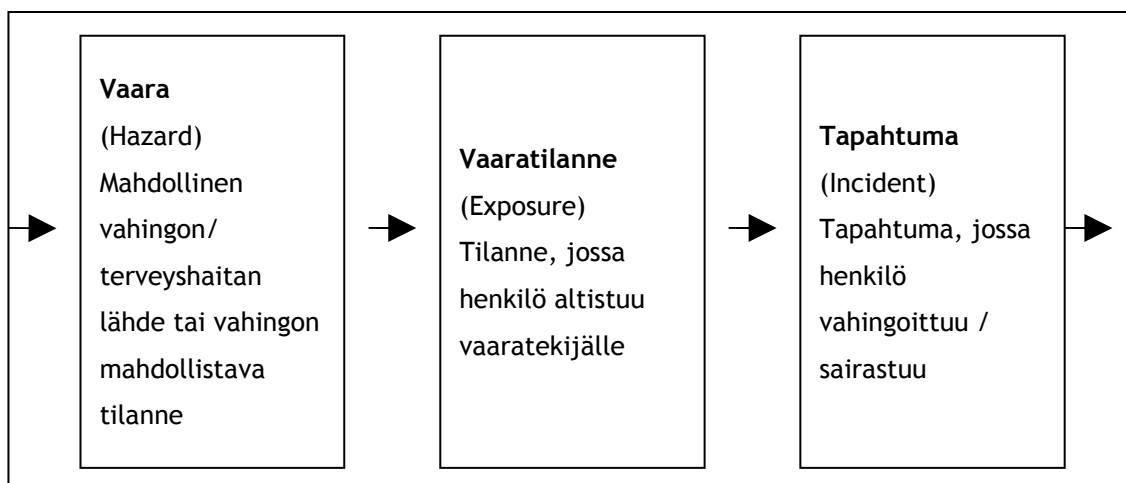 Vaara
(Hazard)
Mahdollinen
vahingon/
terveyshaitan
lähde tai vahingon
mahdollistava
tilanne
Vaaratilanne
(Exposure)
Tilanne, jossa
henkilö altistuu
vaaratekijälle
Tapahtuma
(Incident)
Tapahtuma, jossa
henkilö
vahingoittuu /
sairastuu